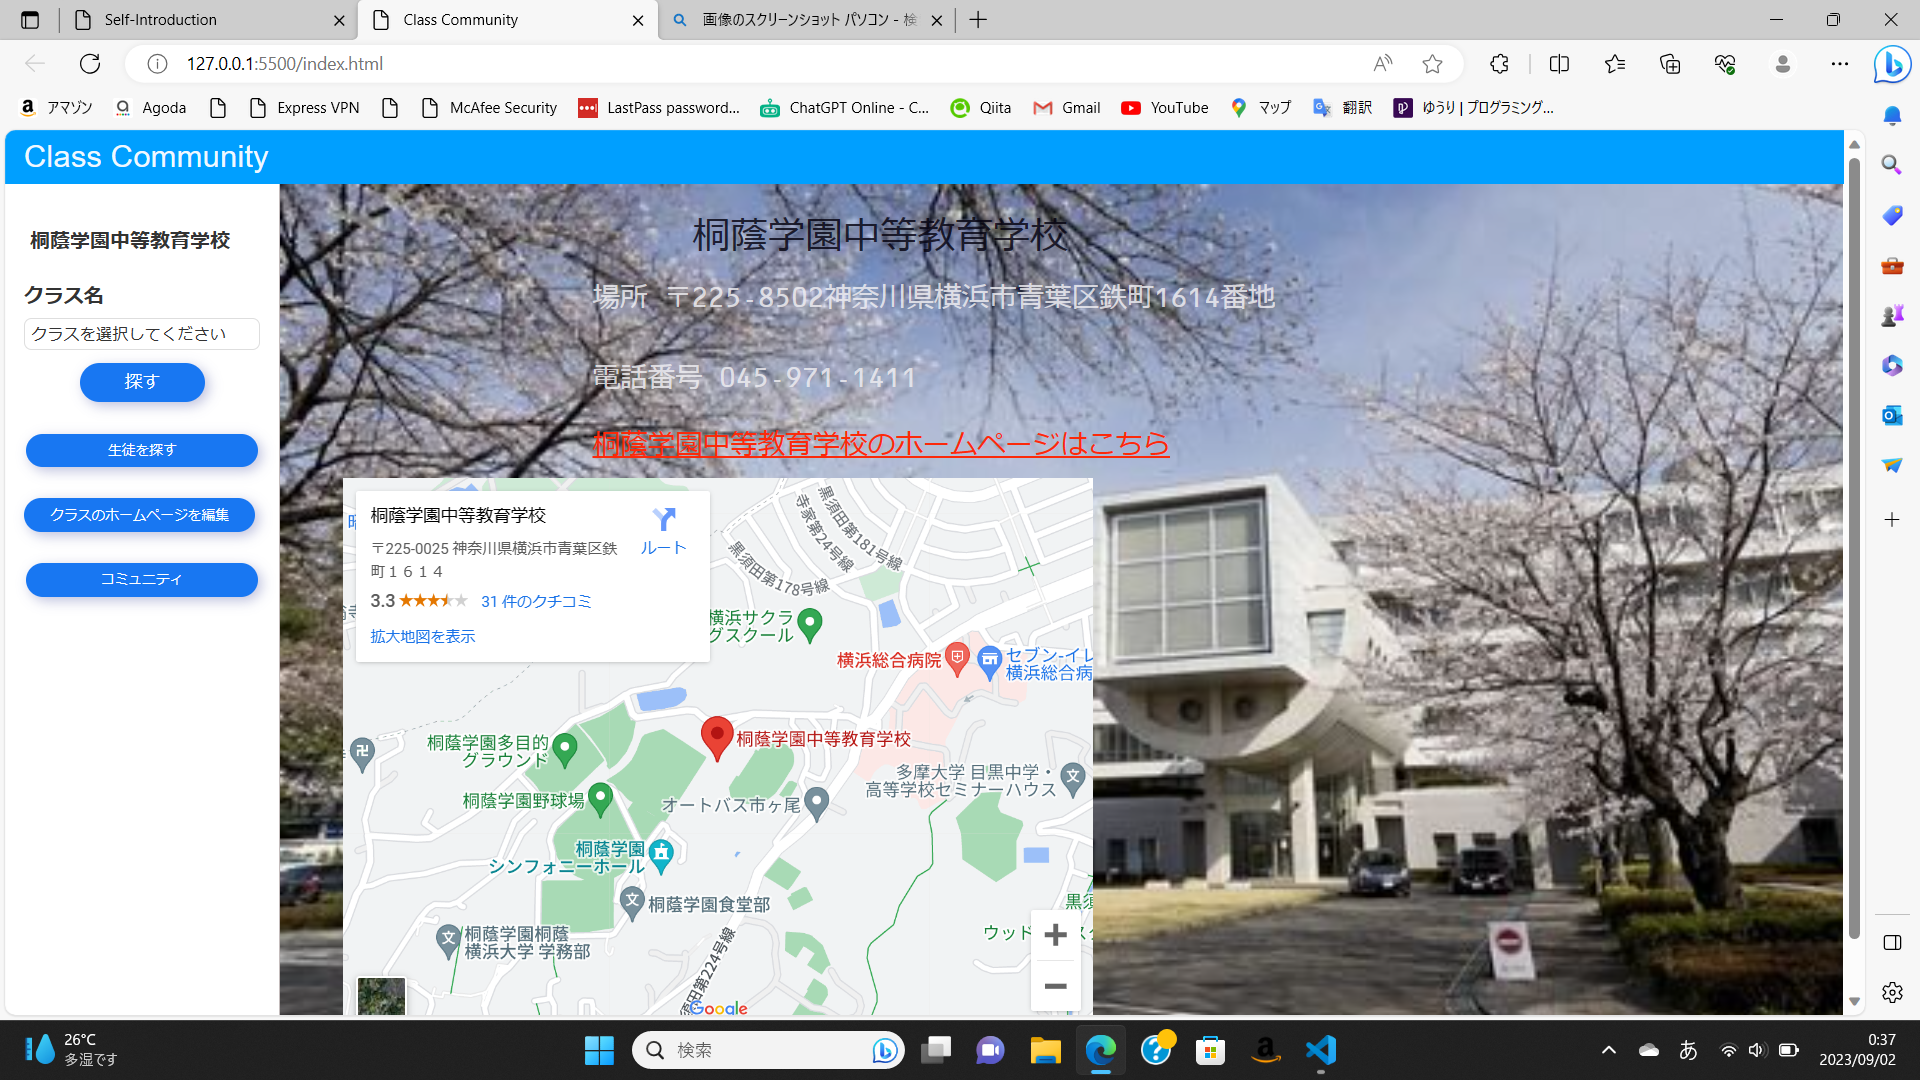 Self-Introduction
Class Community
画像のスクリーンショット パソコン - 検
127.0.0.1:5500/index.html
アマゾン
Agoda
Express VPN
McAfee Security
LastPass password...
ChatGPT Online - C...
Qiita
Gmail
YouTube
マップ
翻訳
ゆうり | プログラミング...
Class Community
桐蔭学園中等教育学校
クラス名
クラスを選択してください
探す
生徒を探す
クラスのホームページを編集
コミュニティ
桐蔭学園中等教育学校
場所 〒225-8502神奈川県横浜市青葉区鉄町1614番地
電話番号 045-971-1411
桐蔭学園中等教育学校のホームページはこちら
桐蔭学園中等教育学校
ルート
〒225-0025 神奈川県横浜市青葉区鉄
町１６１４
3.3
31 件のクチコミ
拡大地図を表示
黒須田第181号線
寺家第24号線
黒須田第178号線
横浜サクラ
グスクール
横浜総合病院
セブン-イレ
横浜総合病
桐蔭学園多目的
グラウンド
桐蔭学園中等教育学校
多摩大学 目黒中学・
高等学校セミナーハウス
桐蔭学園野球場
オートバス市ヶ尾
桐蔭学園
シンフォニーホール
桐蔭学園食堂部
桐蔭学園桐蔭
横浜大学 学務部
須田第224号線
黒須
ウッド
Google
26°C
多湿です
検索
あ
0:37
2023/09/02